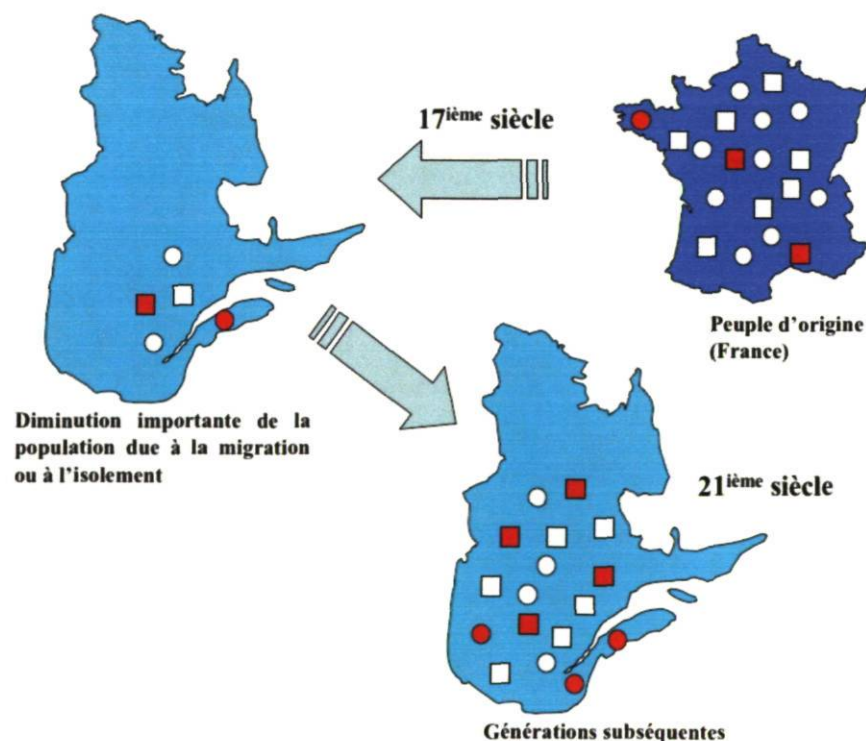 17ième siècle
Peuple d'origine
(France)
Diminution importante de la
population due à la migration
ou à l'isolement
21ième siècle
Générations subséquentes